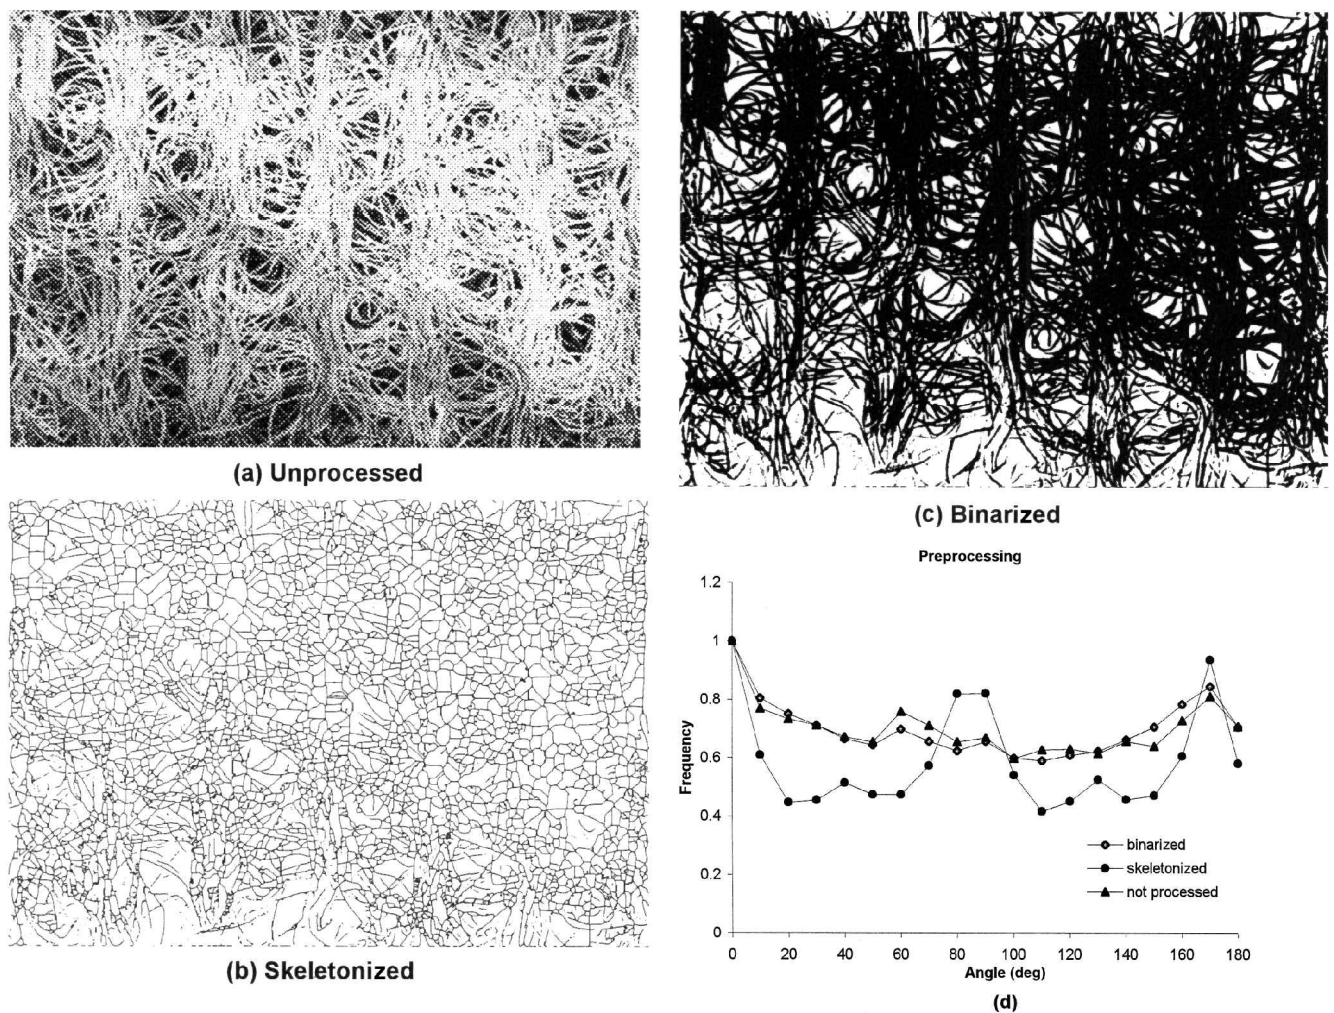 (a) Unprocessed
(b) Skeletonized
(c) Binarized
Preprocessing
1.2
1
0.8
0.6
0.4
0.2
0
Frequency
binarized
skeletonized
not processed
0 20 40 60 80 100 120 140 160 180
Angle (deg)
(d)